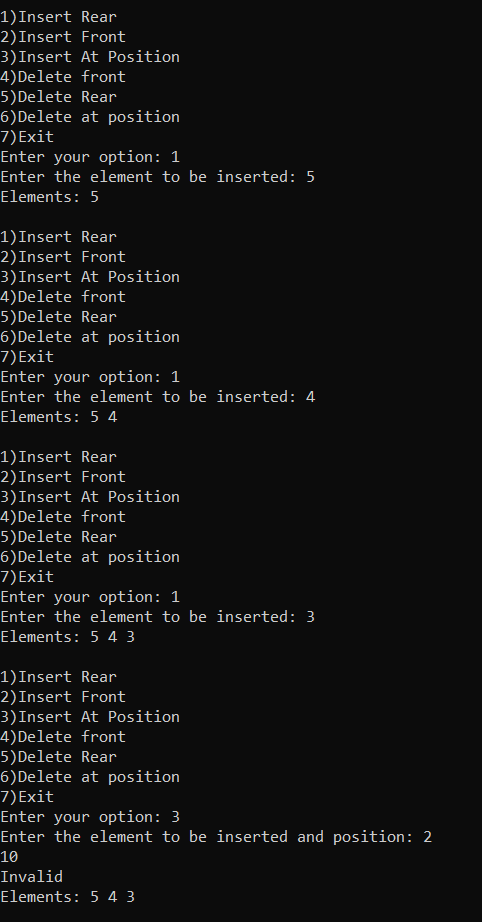 1)Insert Rear
2)Insert Front
3)Insert At Position
4)Delete front
5)Delete Rear
6)Delete at position
7)Exit
Enter your option: 1
Enter the element to be inserted: 5
Elements: 5
1)Insert Rear
2)Insert Front
3)Insert At Position
4)Delete front
5)Delete Rear
6)Delete at position
7)Exit
Enter your option: 1
Enter the element to be inserted: 4
Elements: 5 4
1)Insert Rear
2)Insert Front
3)Insert At Position
4)Delete front
5)Delete Rear
6)Delete at position
7)Exit
Enter your option: 1
Enter the element to be inserted: 3
Elements: 5 4 3
1)Insert Rear
2)Insert Front
3)Insert At Position
4)Delete front
5)Delete Rear
6)Delete at position
7)Exit
Enter your option: 3
Enter the element to be inserted and position: 2
10
Invalid
Elements: 5 4 3